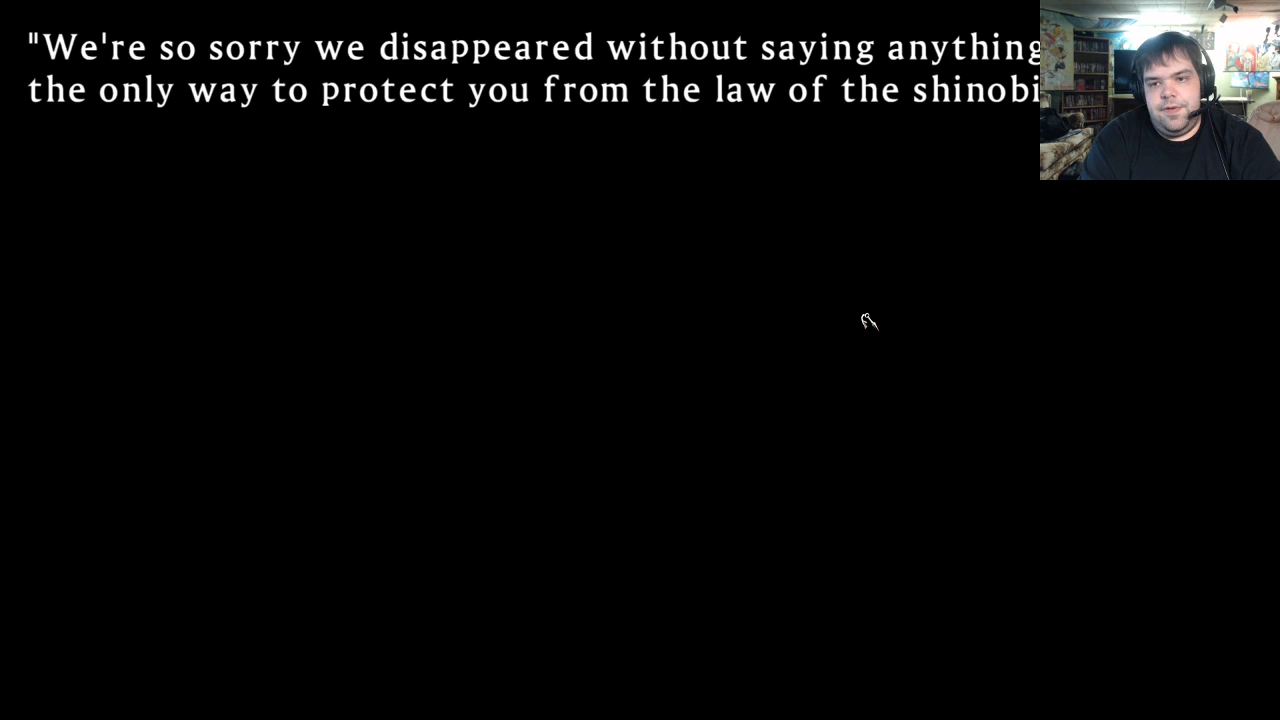 "We're so sorry we disappeared without saying anything
the only way to protect you from the law of the shinobi